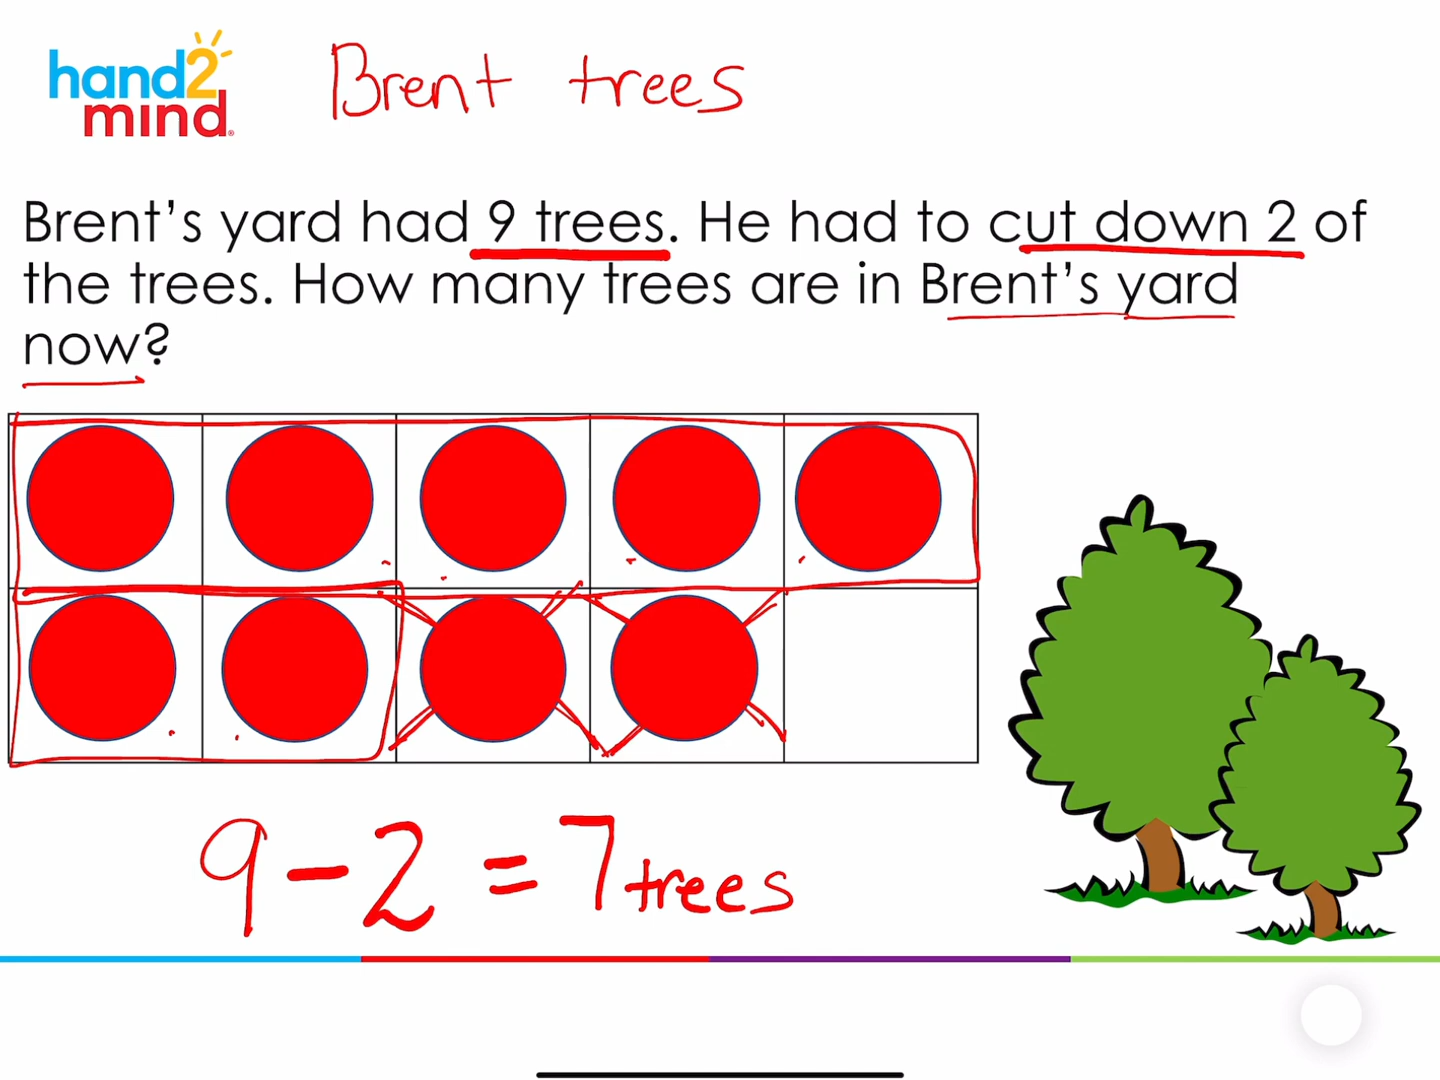 hand2
mind
Brent trees
Brent's yard had 9 trees. He had to cut down 2 of
the trees. How many trees are in Brent's yard
now?
9 - 2 = 7 trees